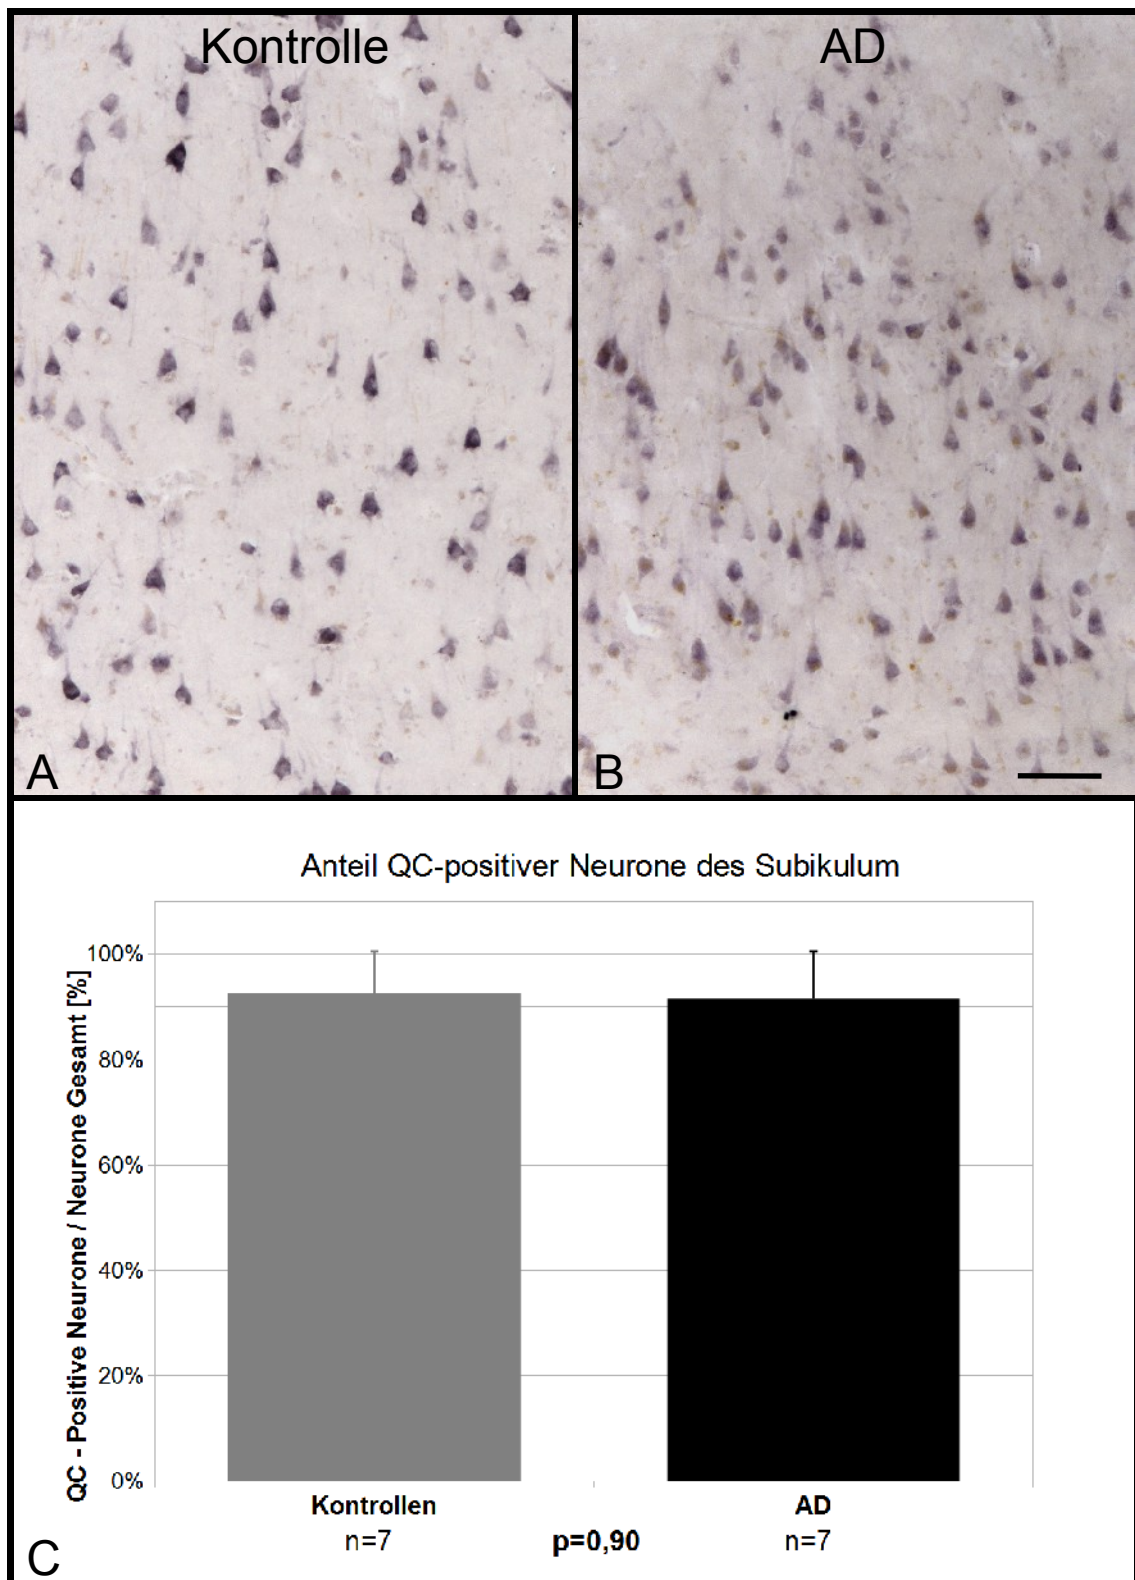 Kontrolle
AD
A
B
Anteil QC-positiver Neurone des Subikulum
QC - Positive Neurone / Neurone Gesamt [%]
100%
80%
60%
40%
20%
0%
Kontrollen
AD
n=7
p=0,90
n=7
C